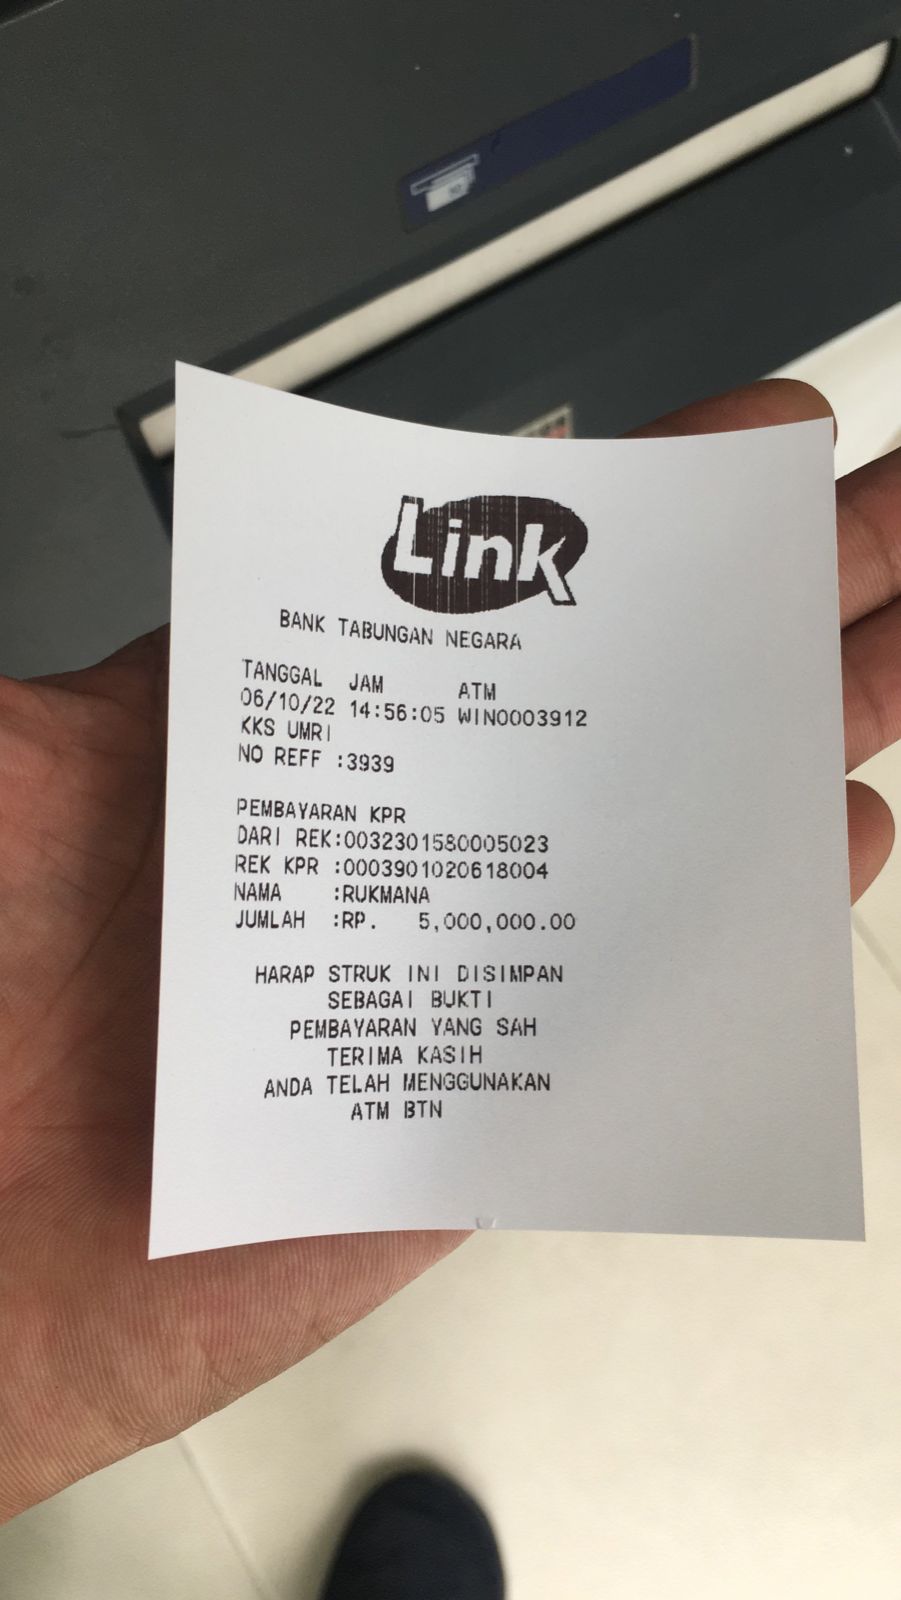 Link
BANK TABUNGAN NEGARA
TANGGAL JAM ATM
06/10/22 14:56:05 WIN0003912
KKS UMRI
NO REFF :3939
PEMBAYARAN KPR
DARI REK:0032301580005023
REK KPR :0003901020618004
NAMA :RUKMANA
JUMLAH :RP. 5,000,000.00
HARAP STRUK INI DISIMPAN
SEBAGAI BUKTI
PEMBAYARAN YANG SAH
TERIMA KASIH
ANDA TELAH MENGGUNAKAN
ATM BTN